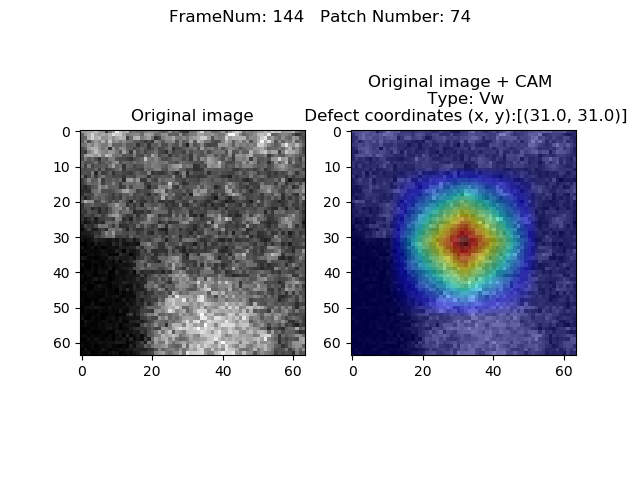 FrameNum: 144   Patch Number: 74
Original image
0
10
20
30
40
50
60
0 20 40 60
Original image + CAM
Type: Vw
Defect coordinates (x, y):[(31.0, 31.0)]
0
10
20
30
40
50
60
0 20 40 60